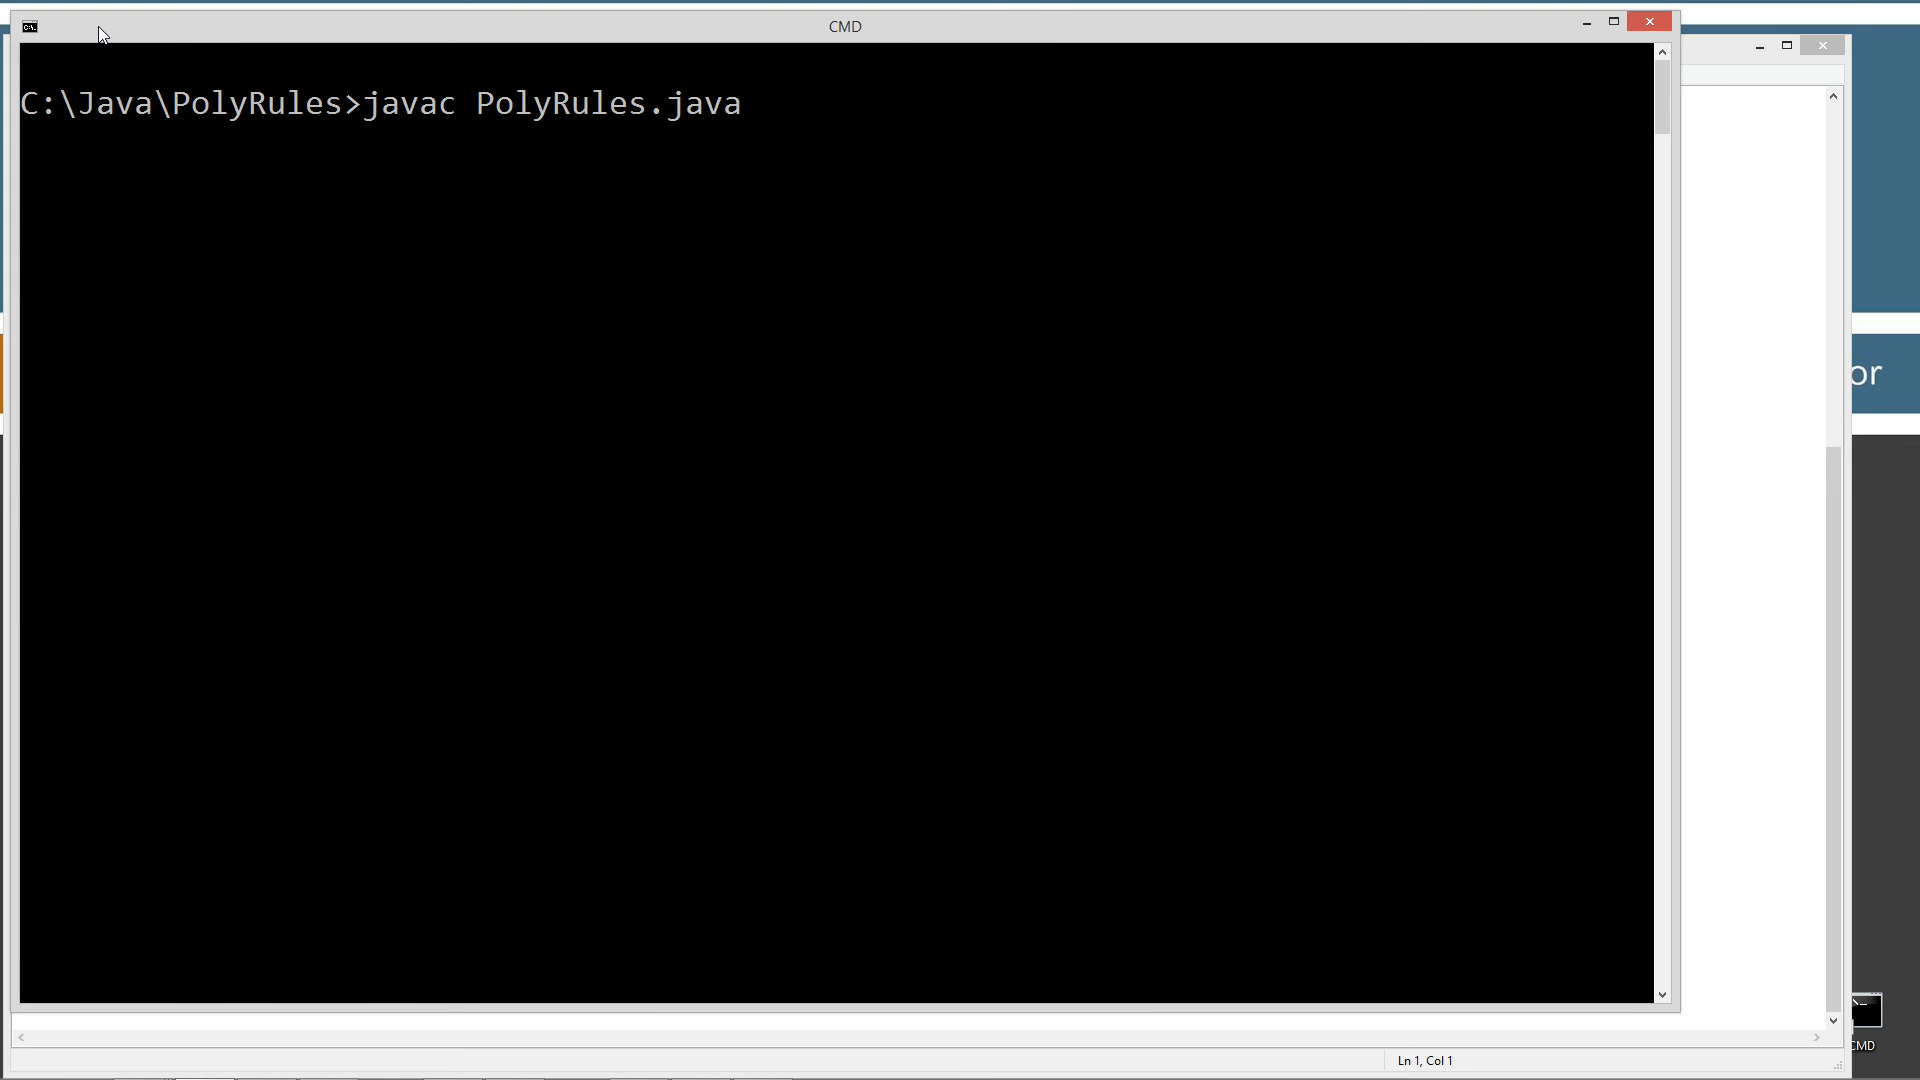 CMD
C:\Java\PolyRules>javac PolyRules.java
or
CMD
Ln 1, Col 1